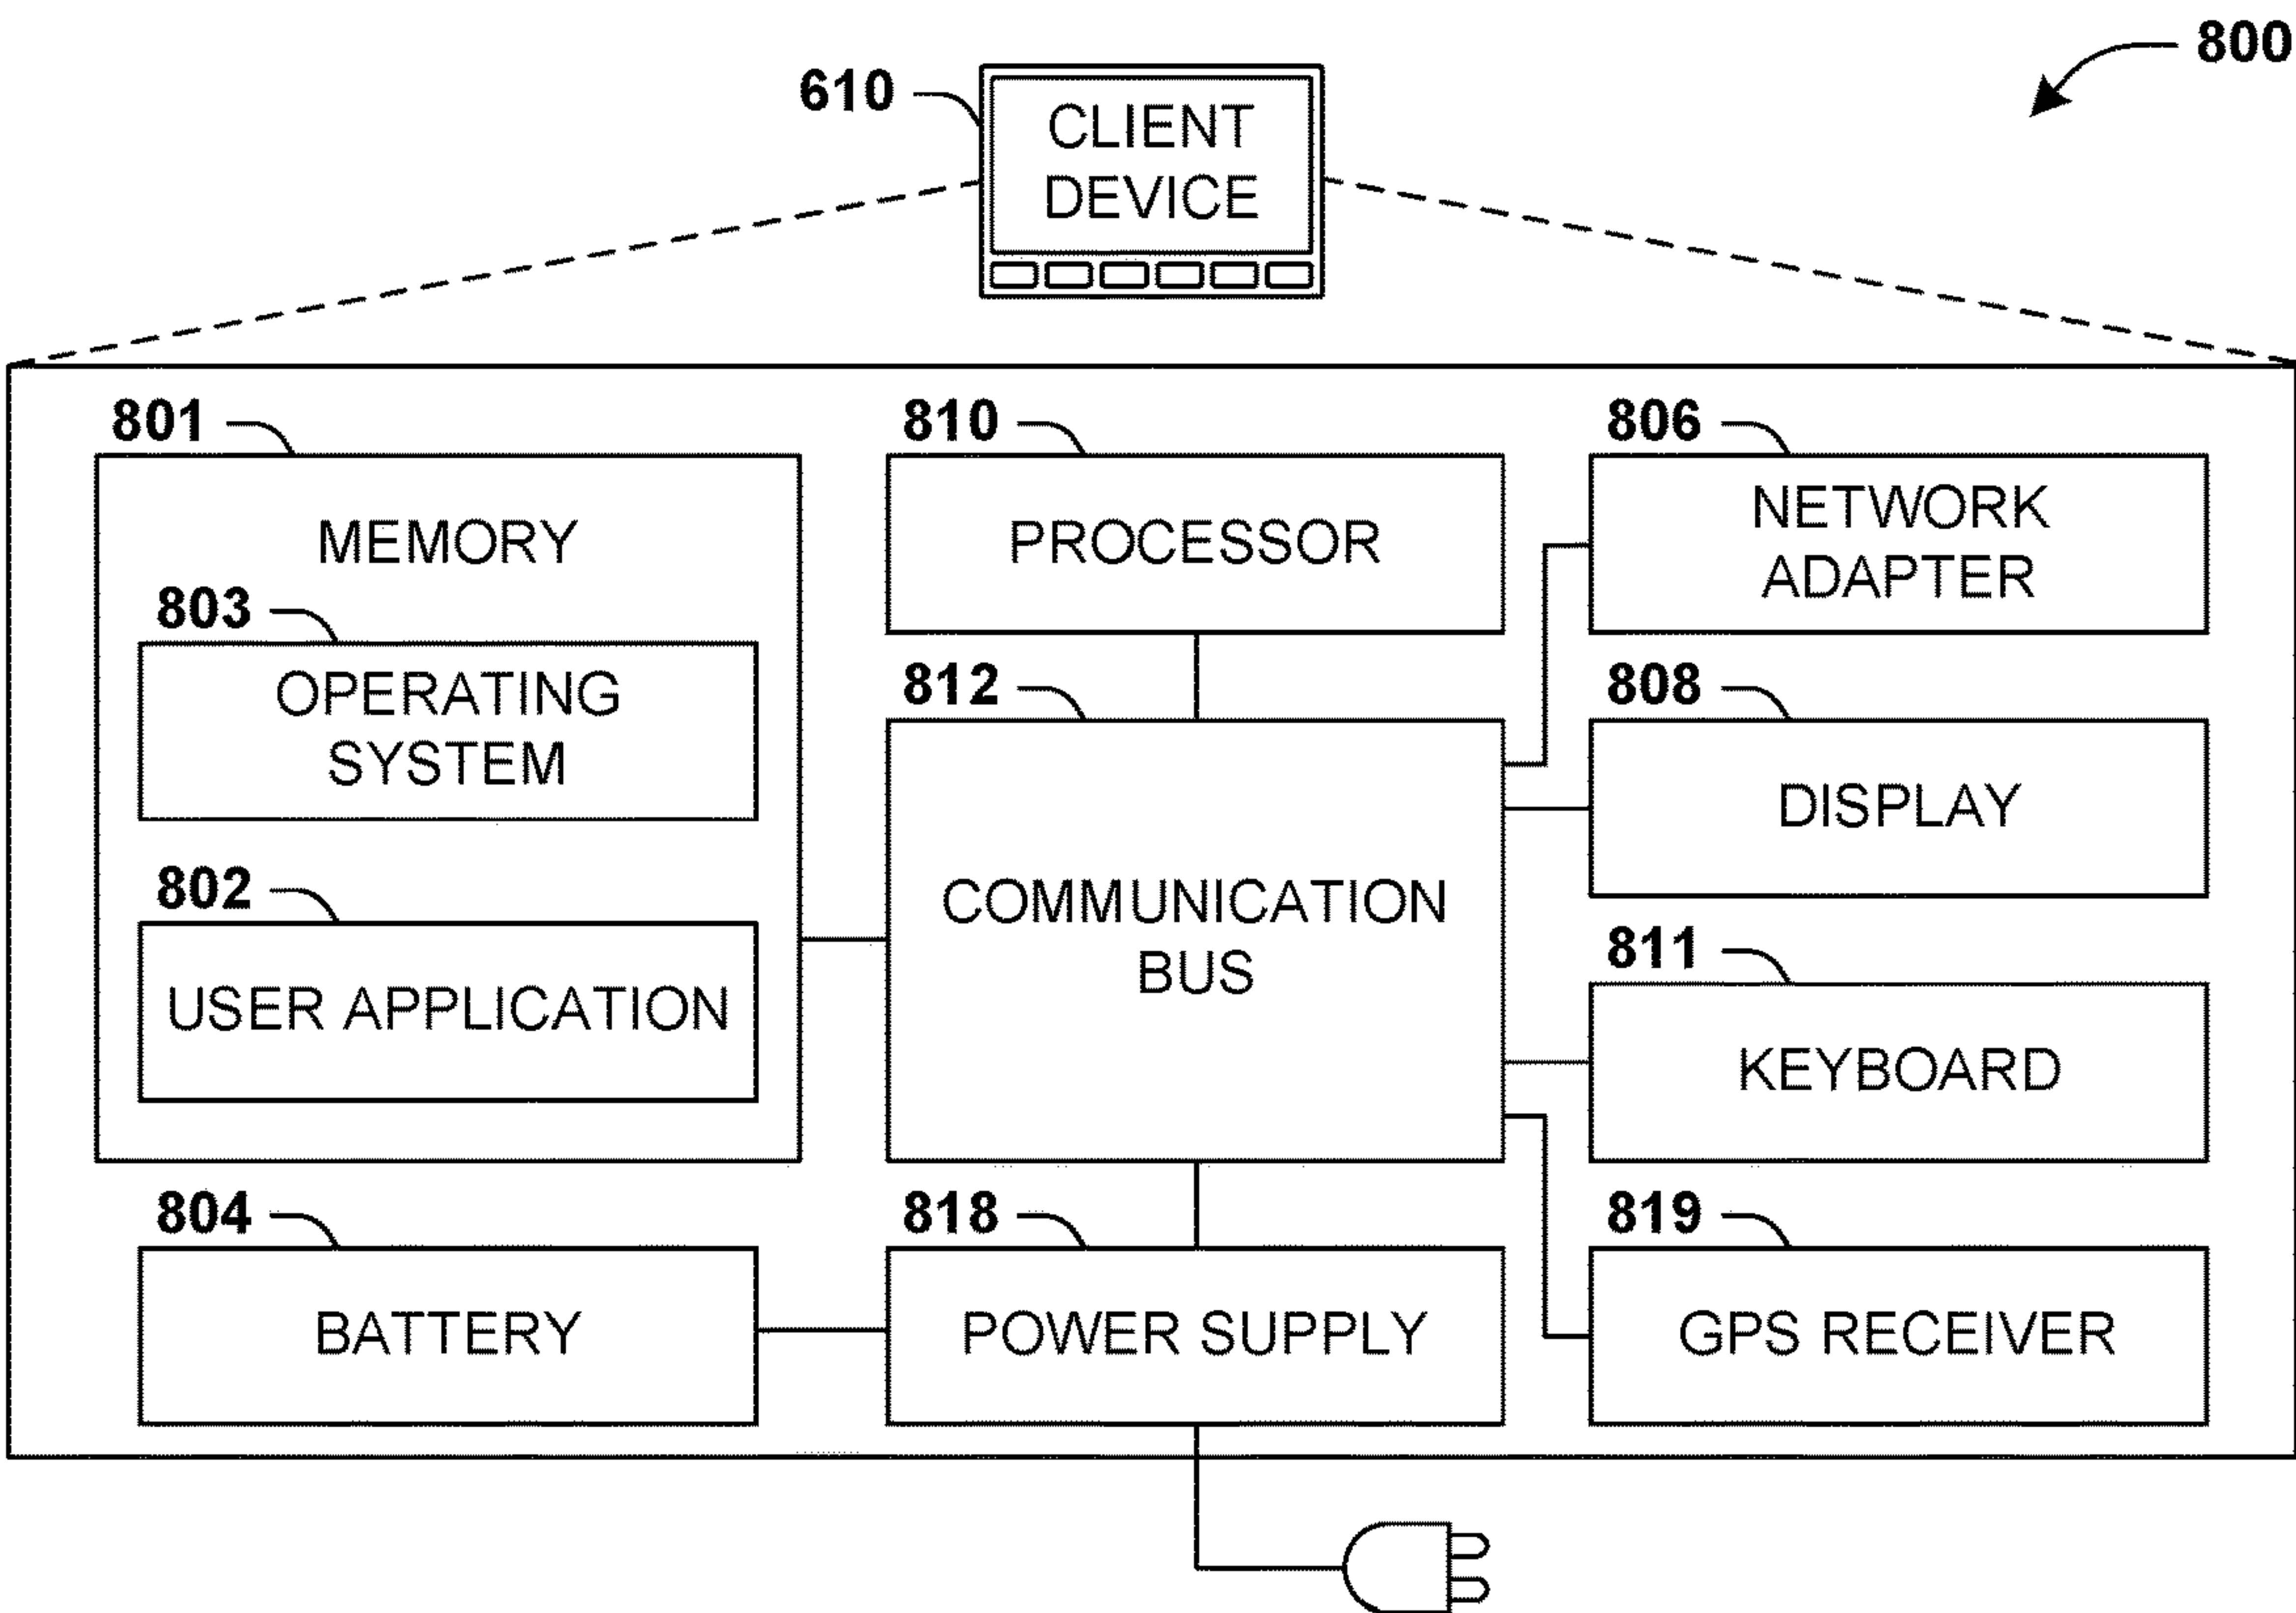 800
610
CLIENT
DEVICE
801
MEMORY
803
OPERATING
SYSTEM
802
USER APPLICATION
810
PROCESSOR
812
COMMUNICATION
BUS
806
NETWORK
ADAPTER
808
DISPLAY
811
KEYBOARD
804
BATTERY
818
POWER SUPPLY
819
GPS RECEIVER